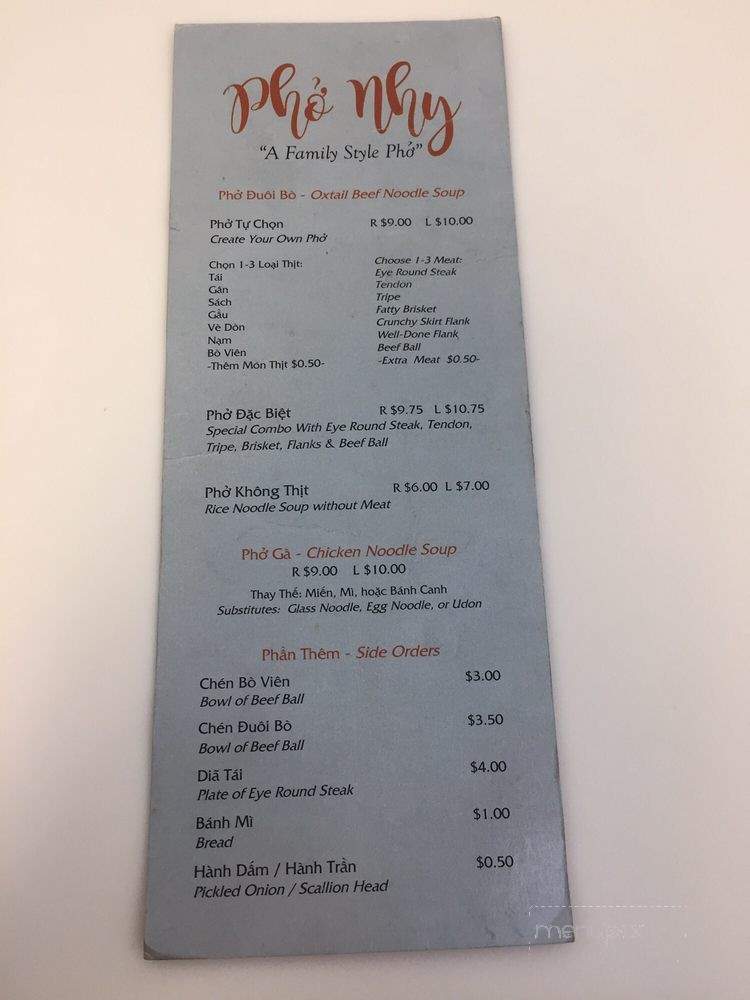 Phở Nhy
“A Family Style Phở”
Phở Đuôi Bò - Oxtail Beef Noodle Soup
Phở Tự Chọn R $9.00 L $10.00
Create Your Own Phở
Chọn 1-3 Loại Thịt:
Tái
Gân
Sách
Gầu
Vè Dòn
Nạm
Bò Viên
-Thêm Món Thịt $0.50-
Choose 1-3 Meat:
Eye Round Steak
Tendon
Tripe
Fatty Brisket
Crunchy Skirt Flank
Well-Done Flank
Beef Ball
-Extra Meat $0.50-
Phở Đặc Biệt R $9.75 L $10.75
Special Combo With Eye Round Steak, Tendon,
Tripe, Brisket, Flanks & Beef Ball
Phở Không Thịt R $6.00 L $7.00
Rice Noodle Soup without Meat
Phở Gà - Chicken Noodle Soup
R $9.00 L $10.00
Thay Thế: Miến, Mì, hoặc Bánh Canh
Substitutes: Glass Noodle, Egg Noodle, or Udon
Phần Thêm - Side Orders
Chén Bò Viên $3.00
Bowl of Beef Ball
Chén Đuôi Bò $3.50
Bowl of Beef Ball
Diã Tái $4.00
Plate of Eye Round Steak
Bánh Mì $1.00
Bread
Hành Dấm / Hành Trần $0.50
Pickled Onion / Scallion Head